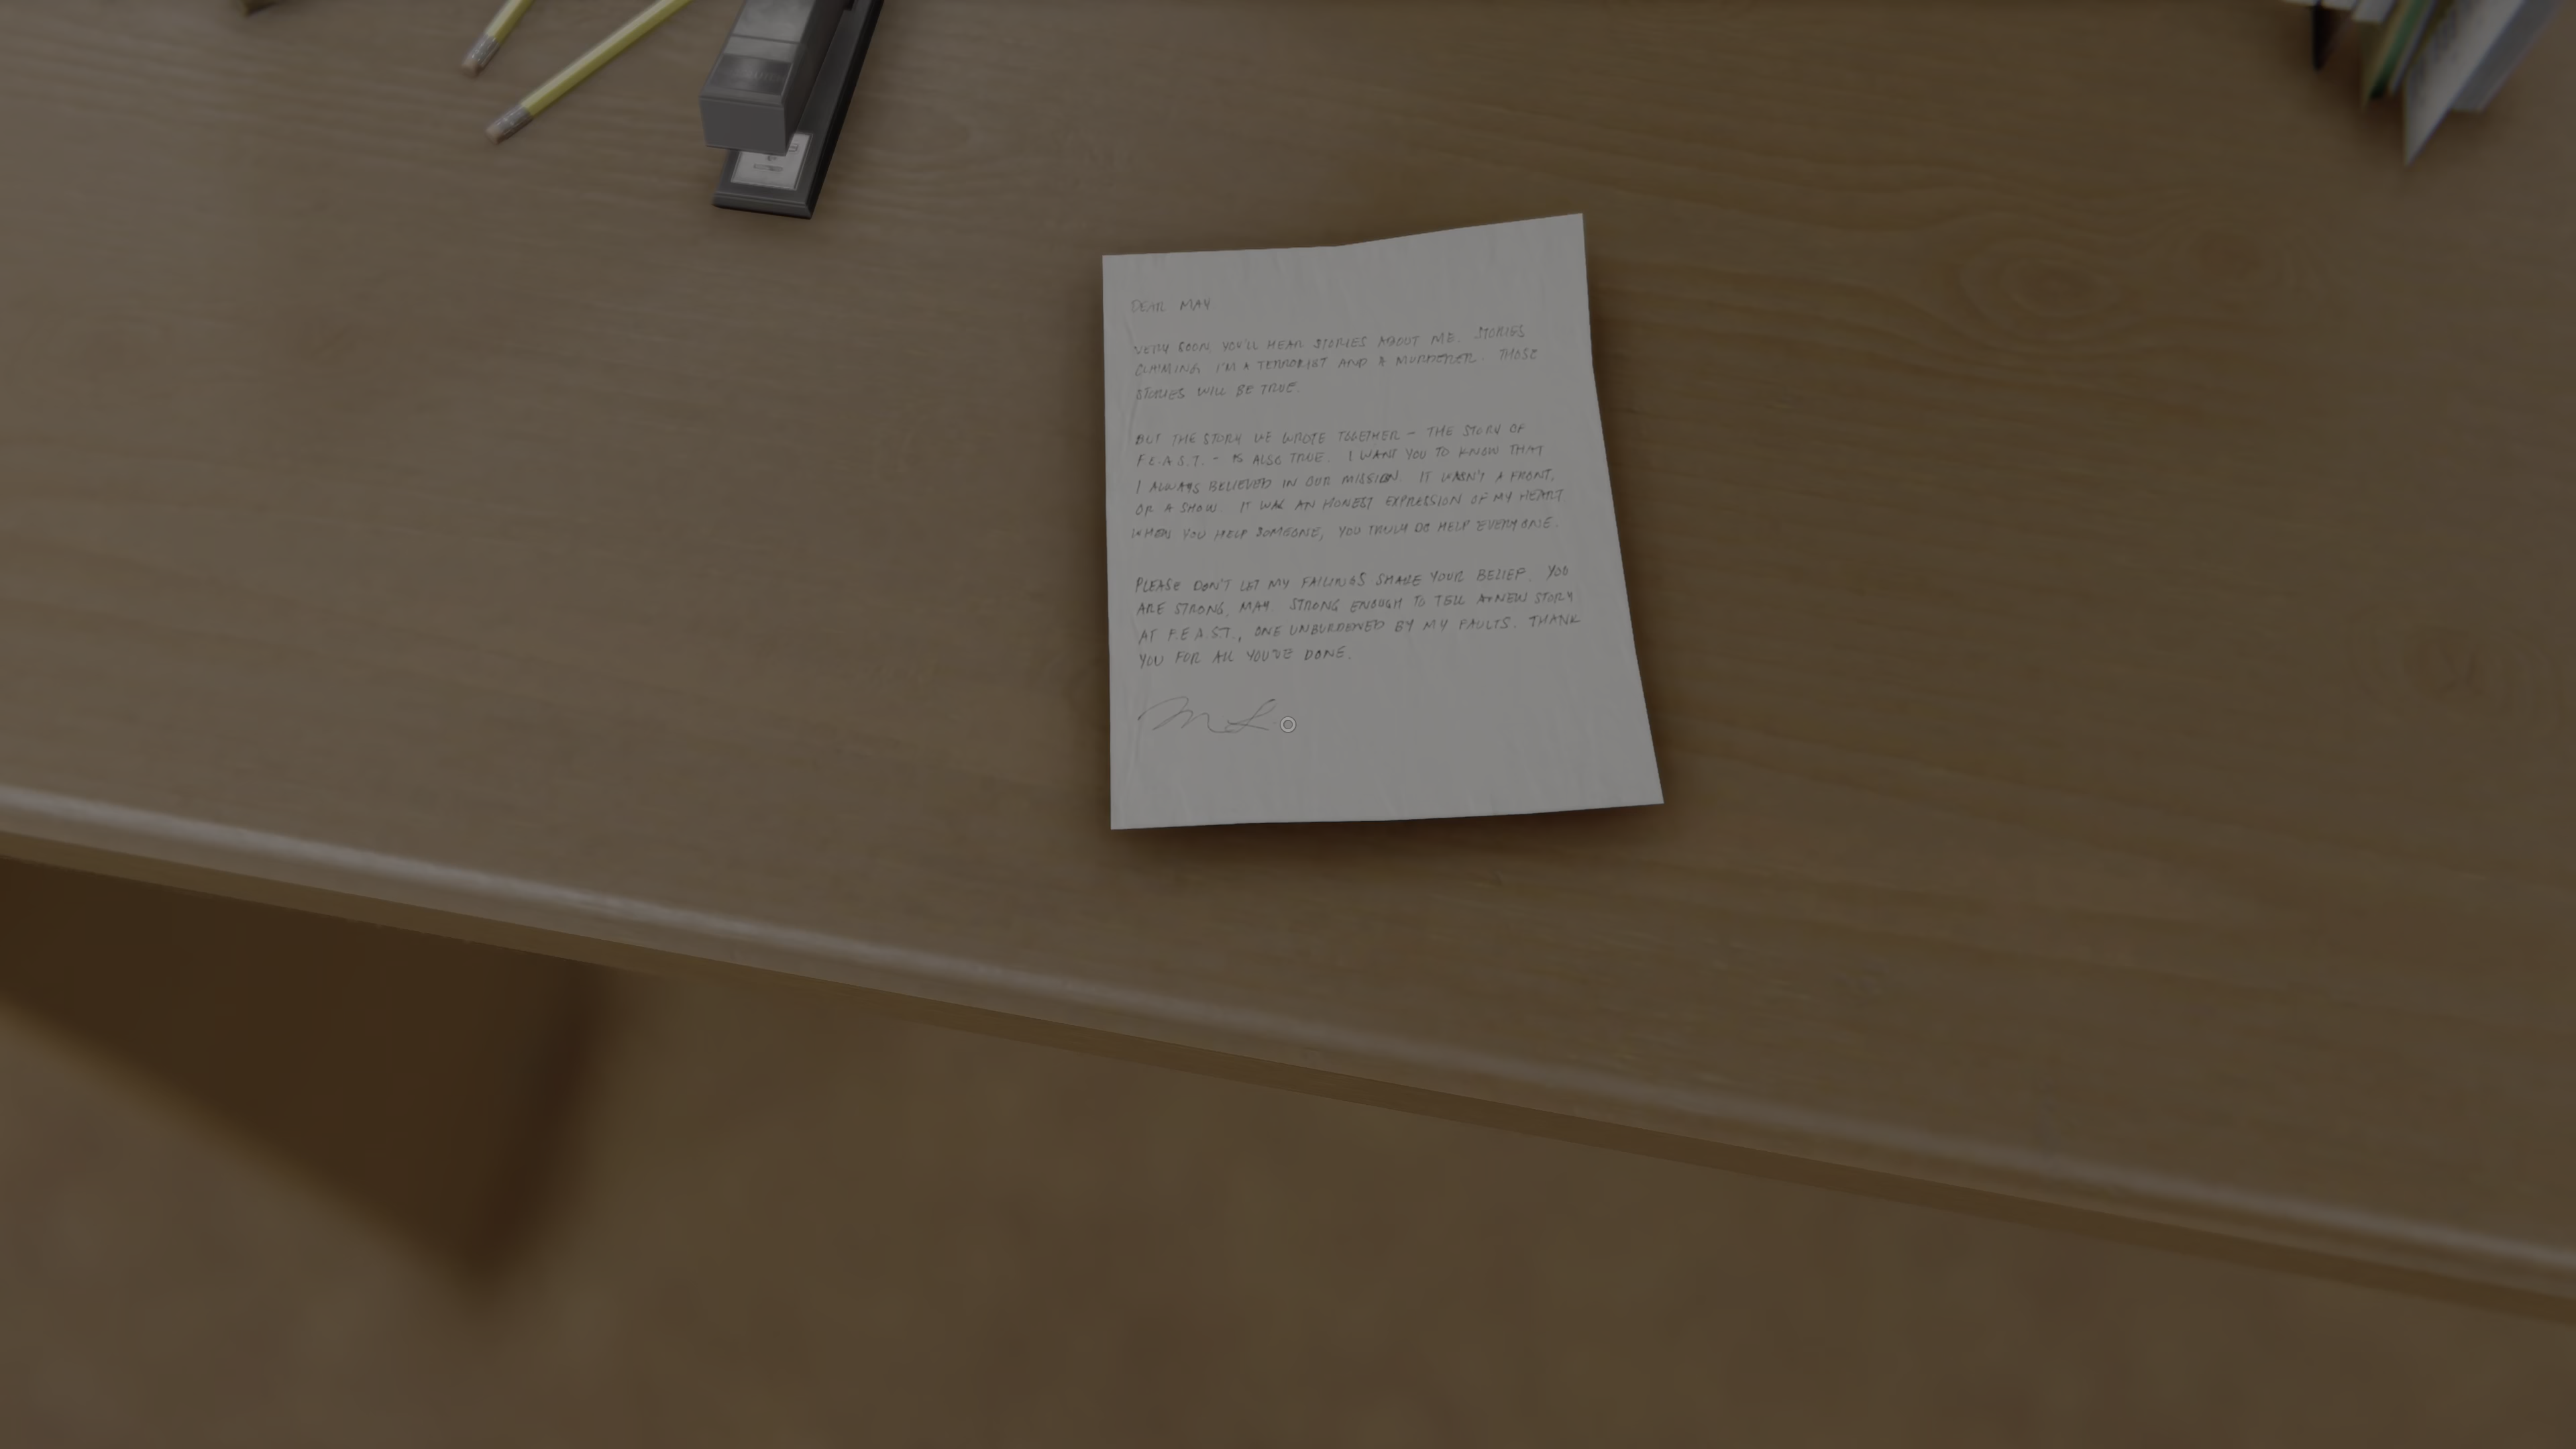 DEAR MAY
VERY SOON, YOU'LL HEAR STORIES ABOUT ME. STORIES
CLAIMING I'M A TERRORIST AND A MURDERER. THOSE
STORIES WILL BE TRUE.
BUT THE STORY WE WROTE TOGETHER - THE STORY OF
F.E.A.S.T. - IS ALSO TRUE. I WANT YOU TO KNOW THAT
I ALWAYS BELIEVED IN OUR MISSION. IT WASN'T A FRONT,
OR A SHOW. IT WAS AN HONEST EXPRESSION OF MY HEART
WHEN YOU HELP SOMEONE, YOU TRULY DO HELP EVERYONE.
PLEASE DON'T LET MY FAILINGS SHAKE YOUR BELIEF. YOU
ARE STRONG, MAY STRONG ENOUGH TO TELL A NEW STORY
AT F.E.A.S.T., ONE UNBURDENED BY MY FAULTS. THANK
YOU FOR ALL YOU'VE DONE.